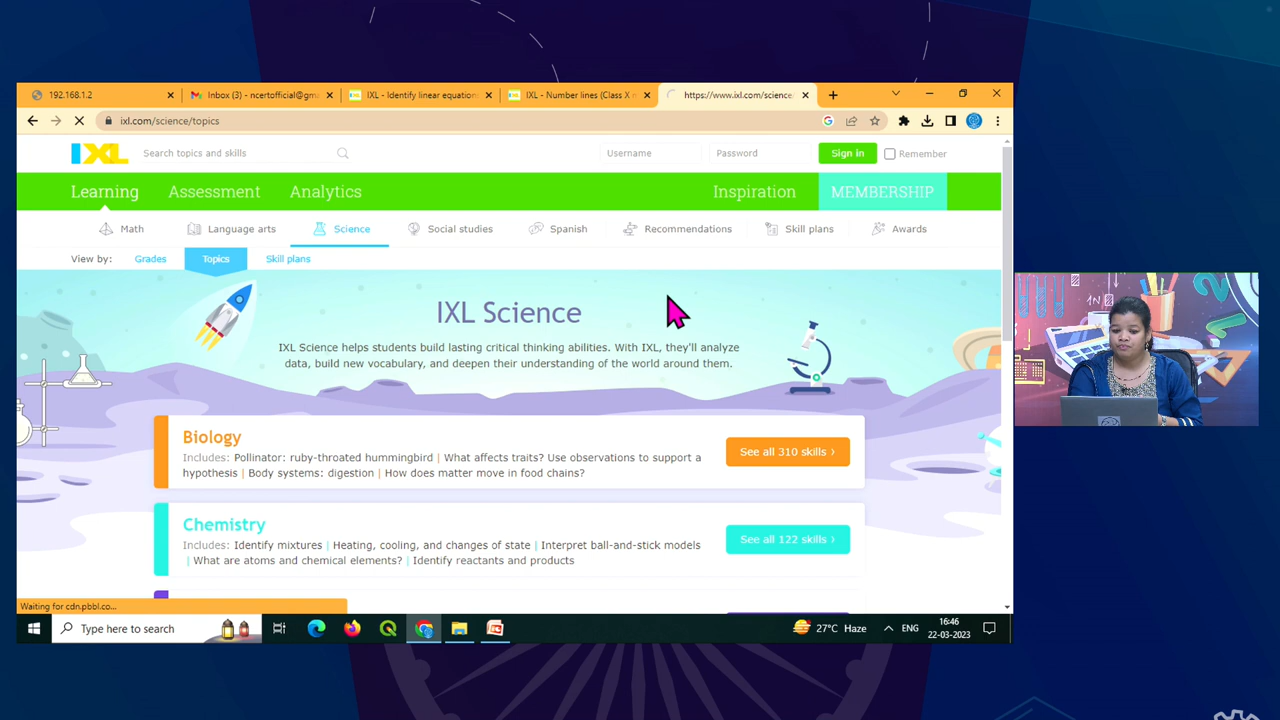 192.168.1.2
Inbox (3) - ncertofficial@gm
IXL - Identify linear equation
IXL - Number lines (Class X m
https://www.ixl.com/science
ixl.com/science/topics
IXL
Search topics and skills
Username
Password
Sign in
Remember
Learning
Assessment
Analytics
Inspiration
MEMBERSHIP
Math
Language arts
Science
Social studies
Spanish
Recommendations
Skill plans
Awards
View by:
Grades
Topics
Skill plans
IXL Science
IXL Science helps students build lasting critical thinking abilities. With IXL, they'll analyze
data, build new vocabulary, and deepen their understanding of the world around them.
Biology
Includes: Pollinator: ruby-throated hummingbird | What affects traits? Use observations to support a
hypothesis | Body systems: digestion | How does matter move in food chains?
See all 310 skills ›
Chemistry
Includes: Identify mixtures | Heating, cooling, and changes of state | Interpret ball-and-stick models
| What are atoms and chemical elements? | Identify reactants and products
See all 122 skills ›
Waiting for cdn.pbbl.co...
Type here to search
27°C Haze
ENG
16:46
22-03-2023